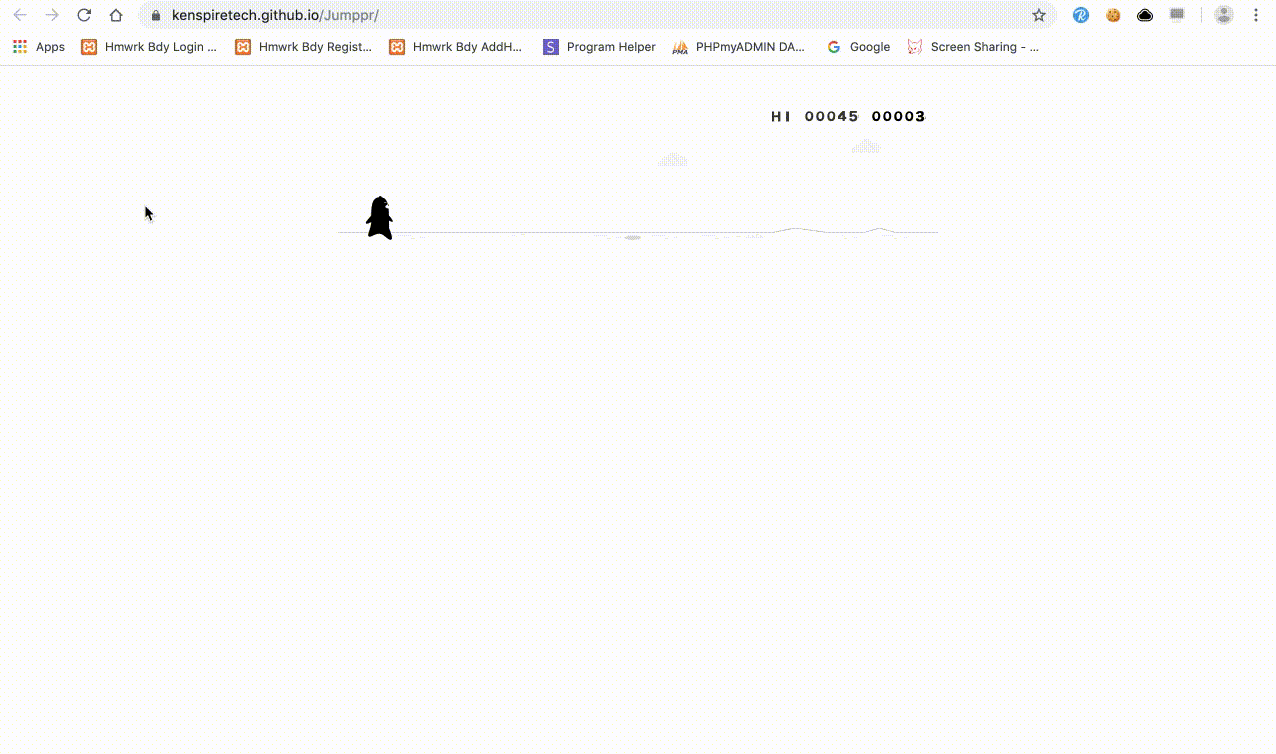 kenspiretech.github.io/Jumppr/
Apps Hmwrk Bdy Login ... Hmwrk Bdy Regist... Hmwrk Bdy AddH... S Program Helper PMA PHPmyADMIN DA... G Google Screen Sharing - ...
HI 00045 00003